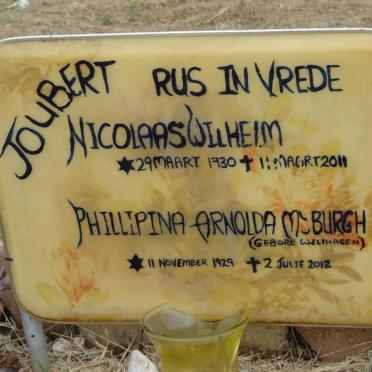 JOUBERT RUS IN VREDE
NICOLAAS WILHEIM
29 MAART 1930 MAART 2011
PHILLIPINA ARNOLDA McBURGH
(GEBORE WELTHAGEN)
11 NOVEMBER 1929 2 JULIE 2012